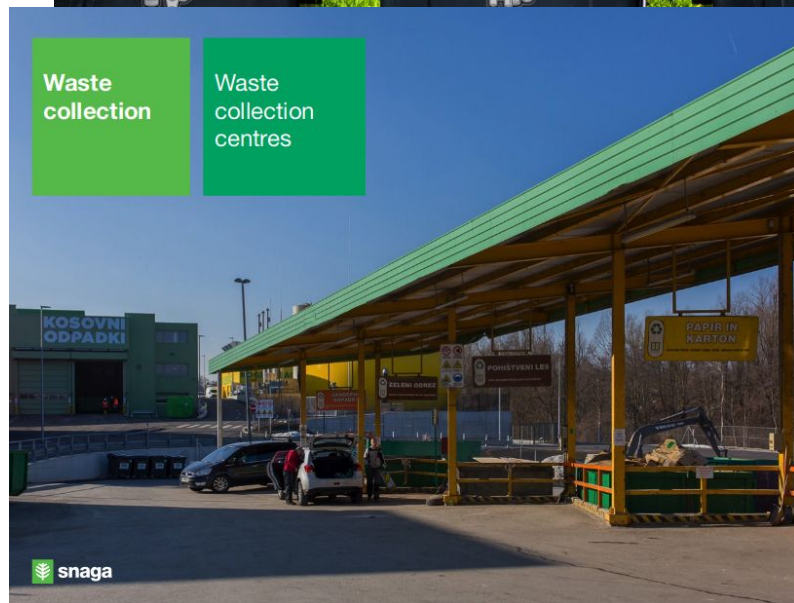 Waste
collection
Waste
collection
centres
KOSOVNI
ODPADKI
ZELENI ODREZ
POHIŠTVENI LES
PAPIR IN
KARTON
snaga